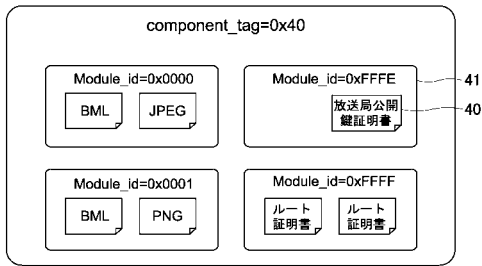 component_tag=0x40
Module_id=0x0000
BML
JPEG
Module_id=0xFFFE
放送局公開
鍵証明書
41
40
Module_id=0x0001
BML
PNG
Module_id=0xFFFF
ルート
証明書
ルート
証明書